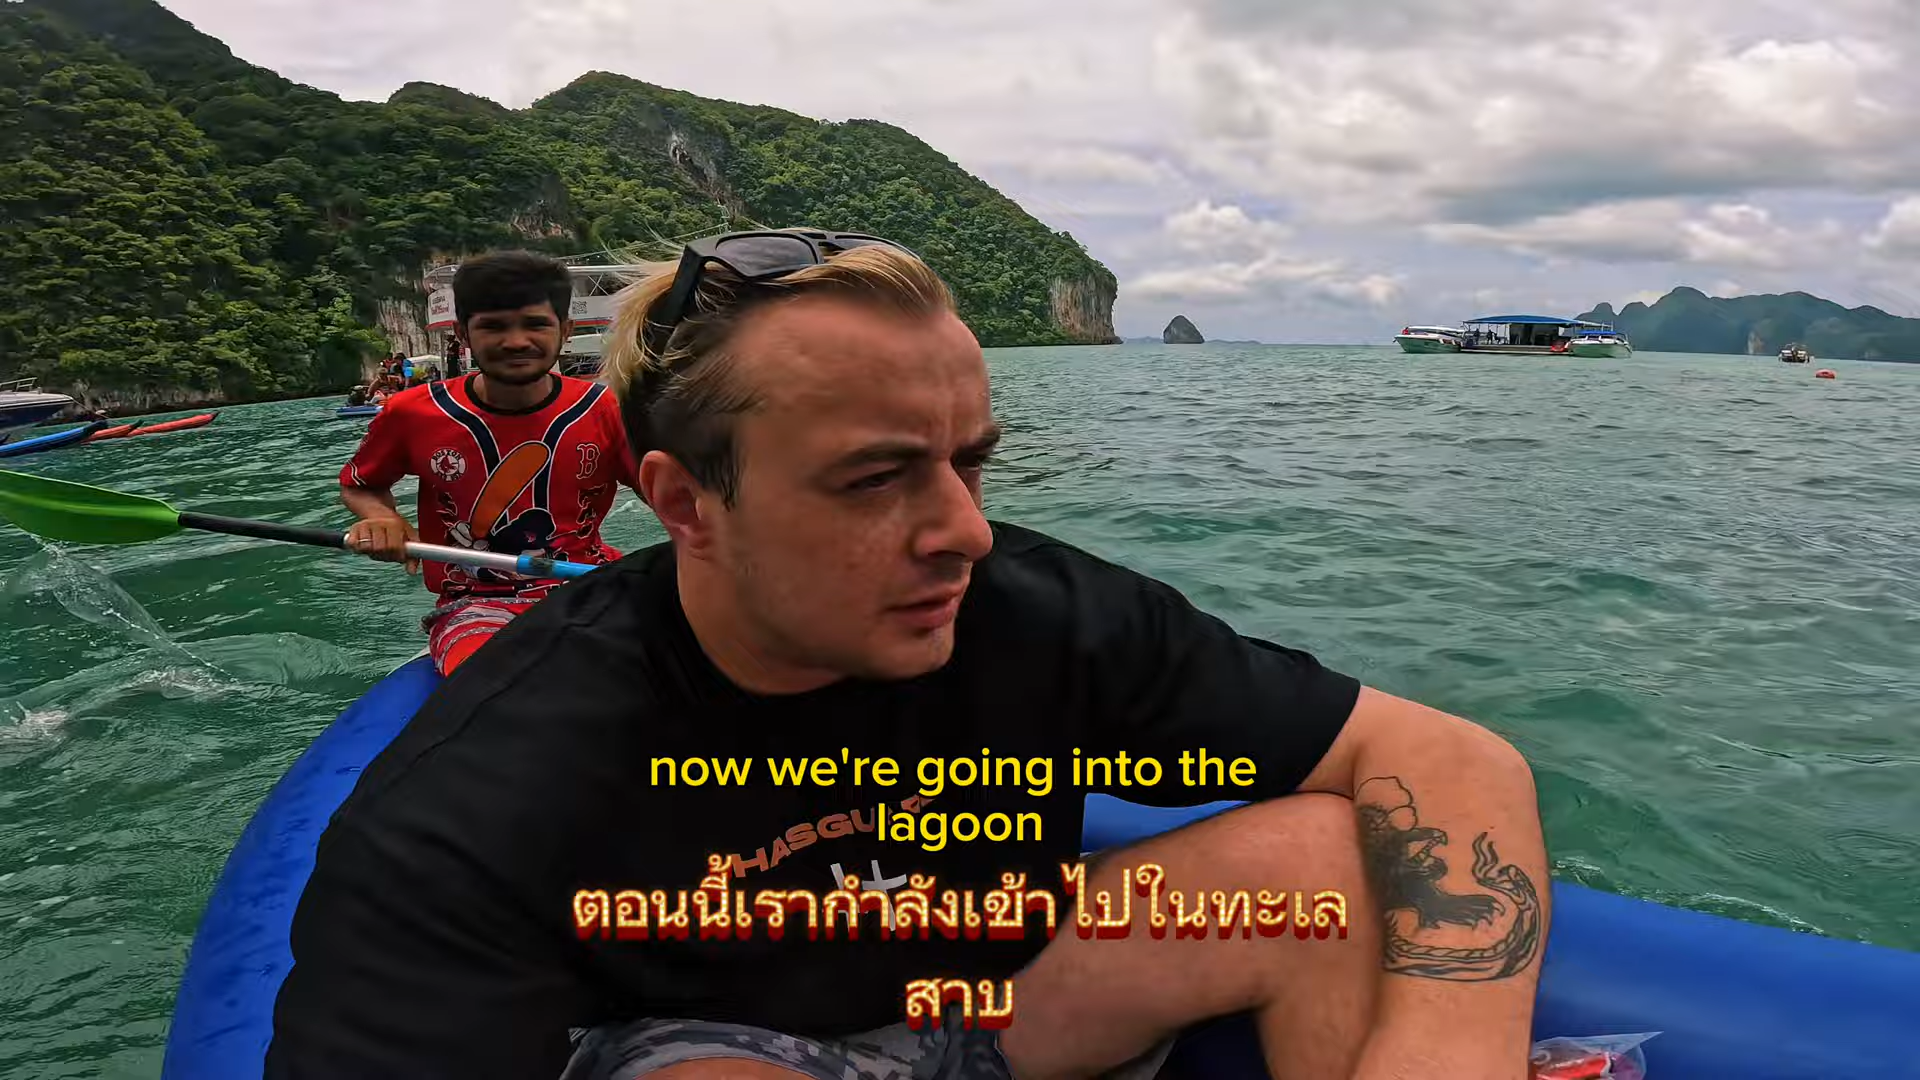 now we're going into the
lagoon
ตอนนี้เรากำลังเข้าไปในทะเล
สาบ
B